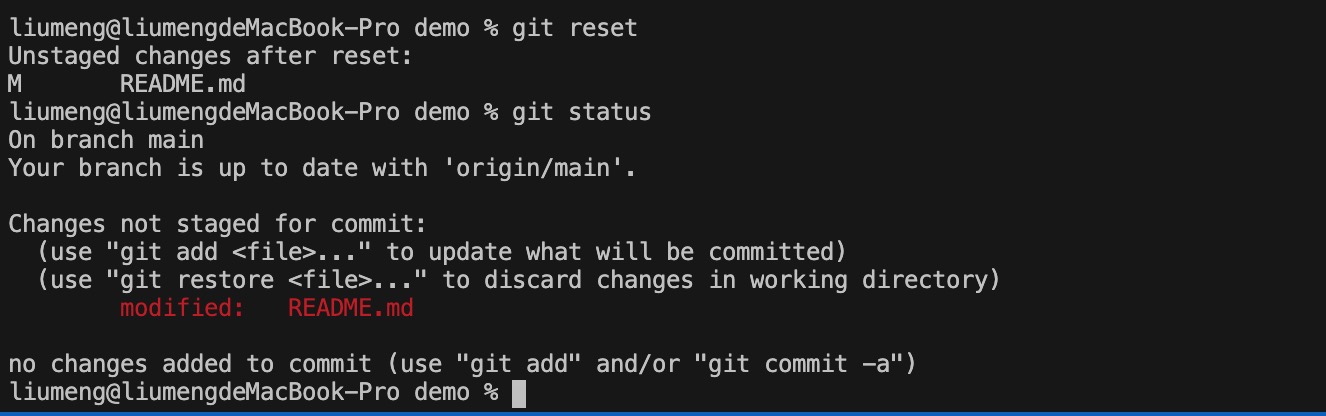 liumeng@liumengdeMacBook-Pro demo % git reset
Unstaged changes after reset:
M       README.md
liumeng@liumengdeMacBook-Pro demo % git status
On branch main
Your branch is up to date with 'origin/main'.

Changes not staged for commit:
  (use "git add <file>..." to update what will be committed)
  (use "git restore <file>..." to discard changes in working directory)
        modified:   README.md

no changes added to commit (use "git add" and/or "git commit -a")
liumeng@liumengdeMacBook-Pro demo %